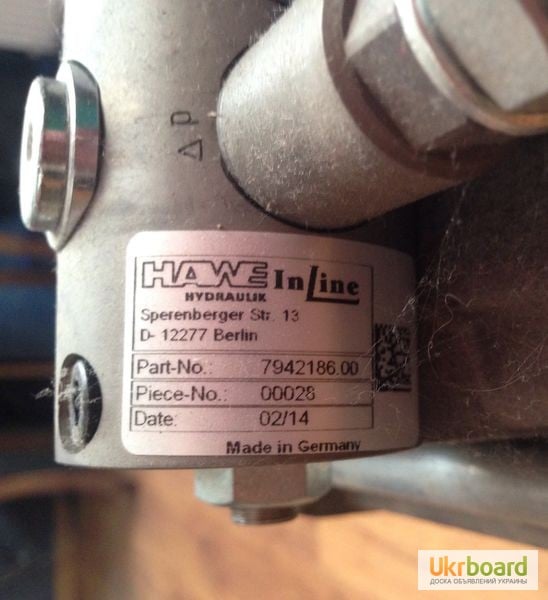 Δ p
HAWE InLine
HYDRAULIK
Sperenberger Str. 13
D- 12277 Berlin
Part-No.: 7942186.00
Piece-No.: 00028
Date: 02/14
Made in Germany
Ukrboard
ДОСКА ОБЪЯВЛЕНИЙ УКРАИНЫ